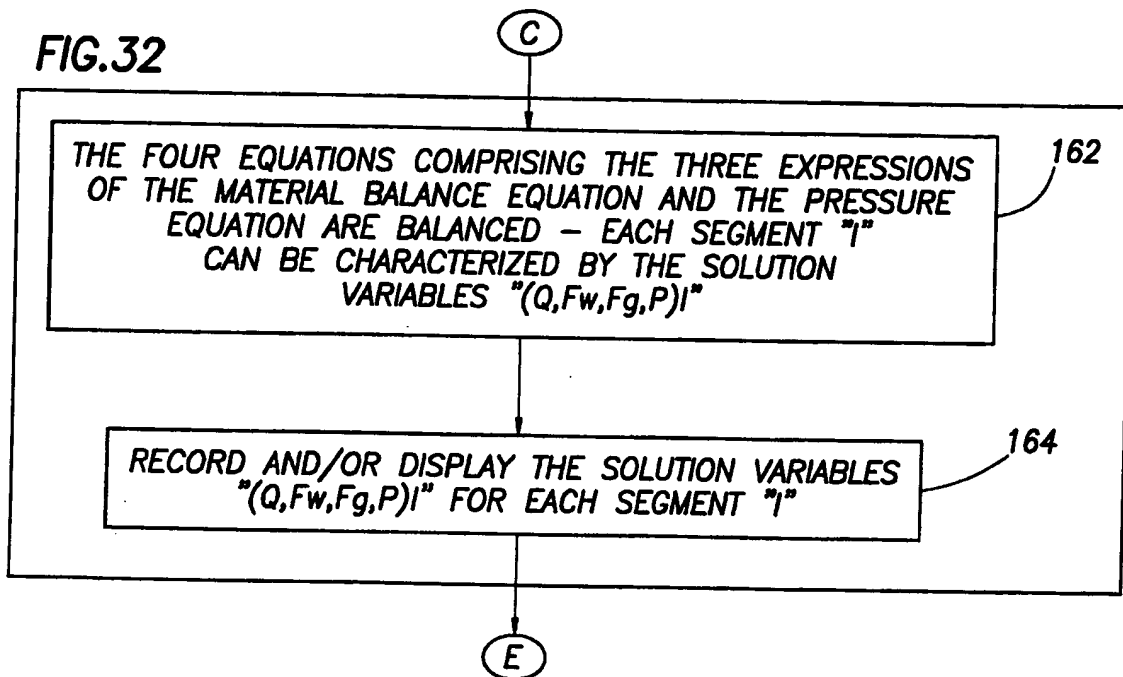 C
FIG.32
THE FOUR EQUATIONS COMPRISING THE THREE EXPRESSIONS
OF THE MATERIAL BALANCE EQUATION AND THE PRESSURE
EQUATION ARE BALANCED – EACH SEGMENT "I"
CAN BE CHARACTERIZED BY THE SOLUTION
VARIABLES "(Q,Fw,Fg,P)I"
162
RECORD AND/OR DISPLAY THE SOLUTION VARIABLES
"(Q,Fw,Fg,P)I" FOR EACH SEGMENT "I"
164
E